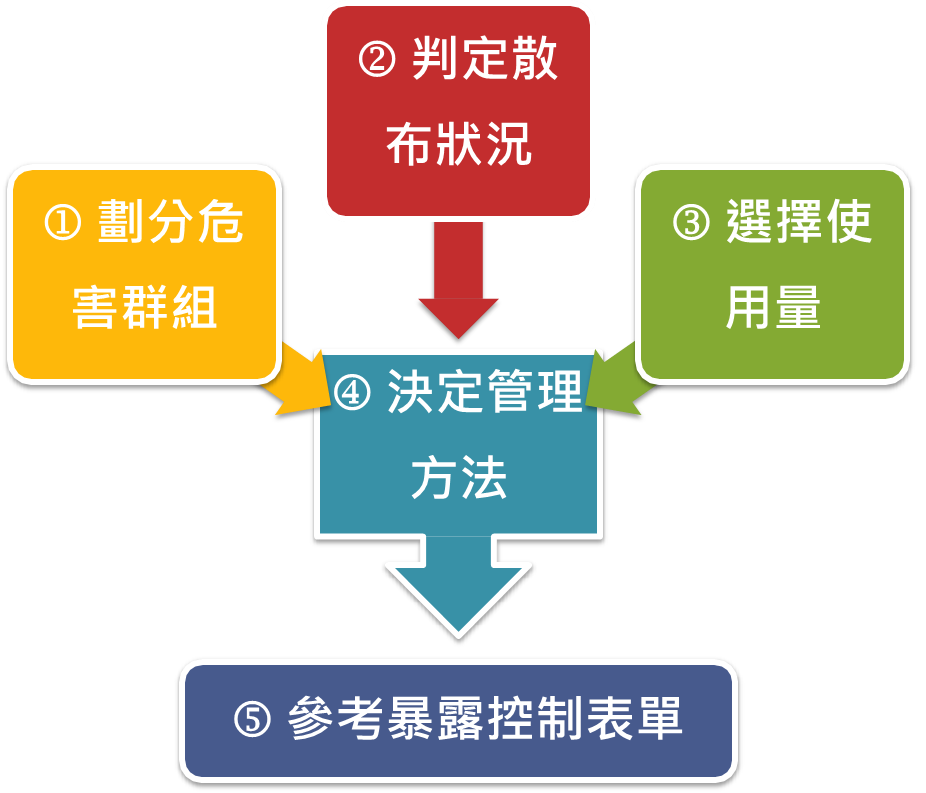 ① 劃分危
害群組
② 判定散
布狀況
③ 選擇使
用量
④ 決定管理
方法
⑤ 參考暴露控制表單